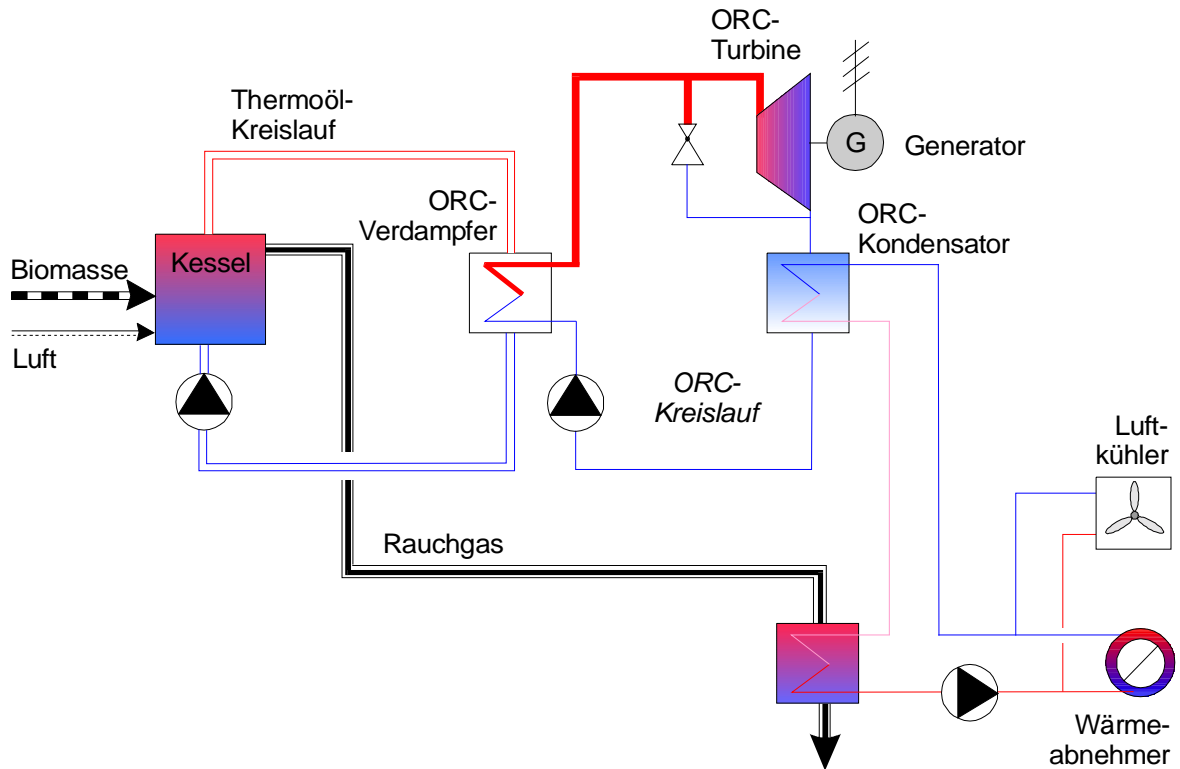 ORC-
Turbine
Thermoöl-
Kreislauf
G
Generator
ORC-
Verdampfer
ORC-
Kondensator
Kessel
Biomasse
Luft
ORC-
Kreislauf
Luft-
kühler
Rauchgas
Wärme-
abnehmer